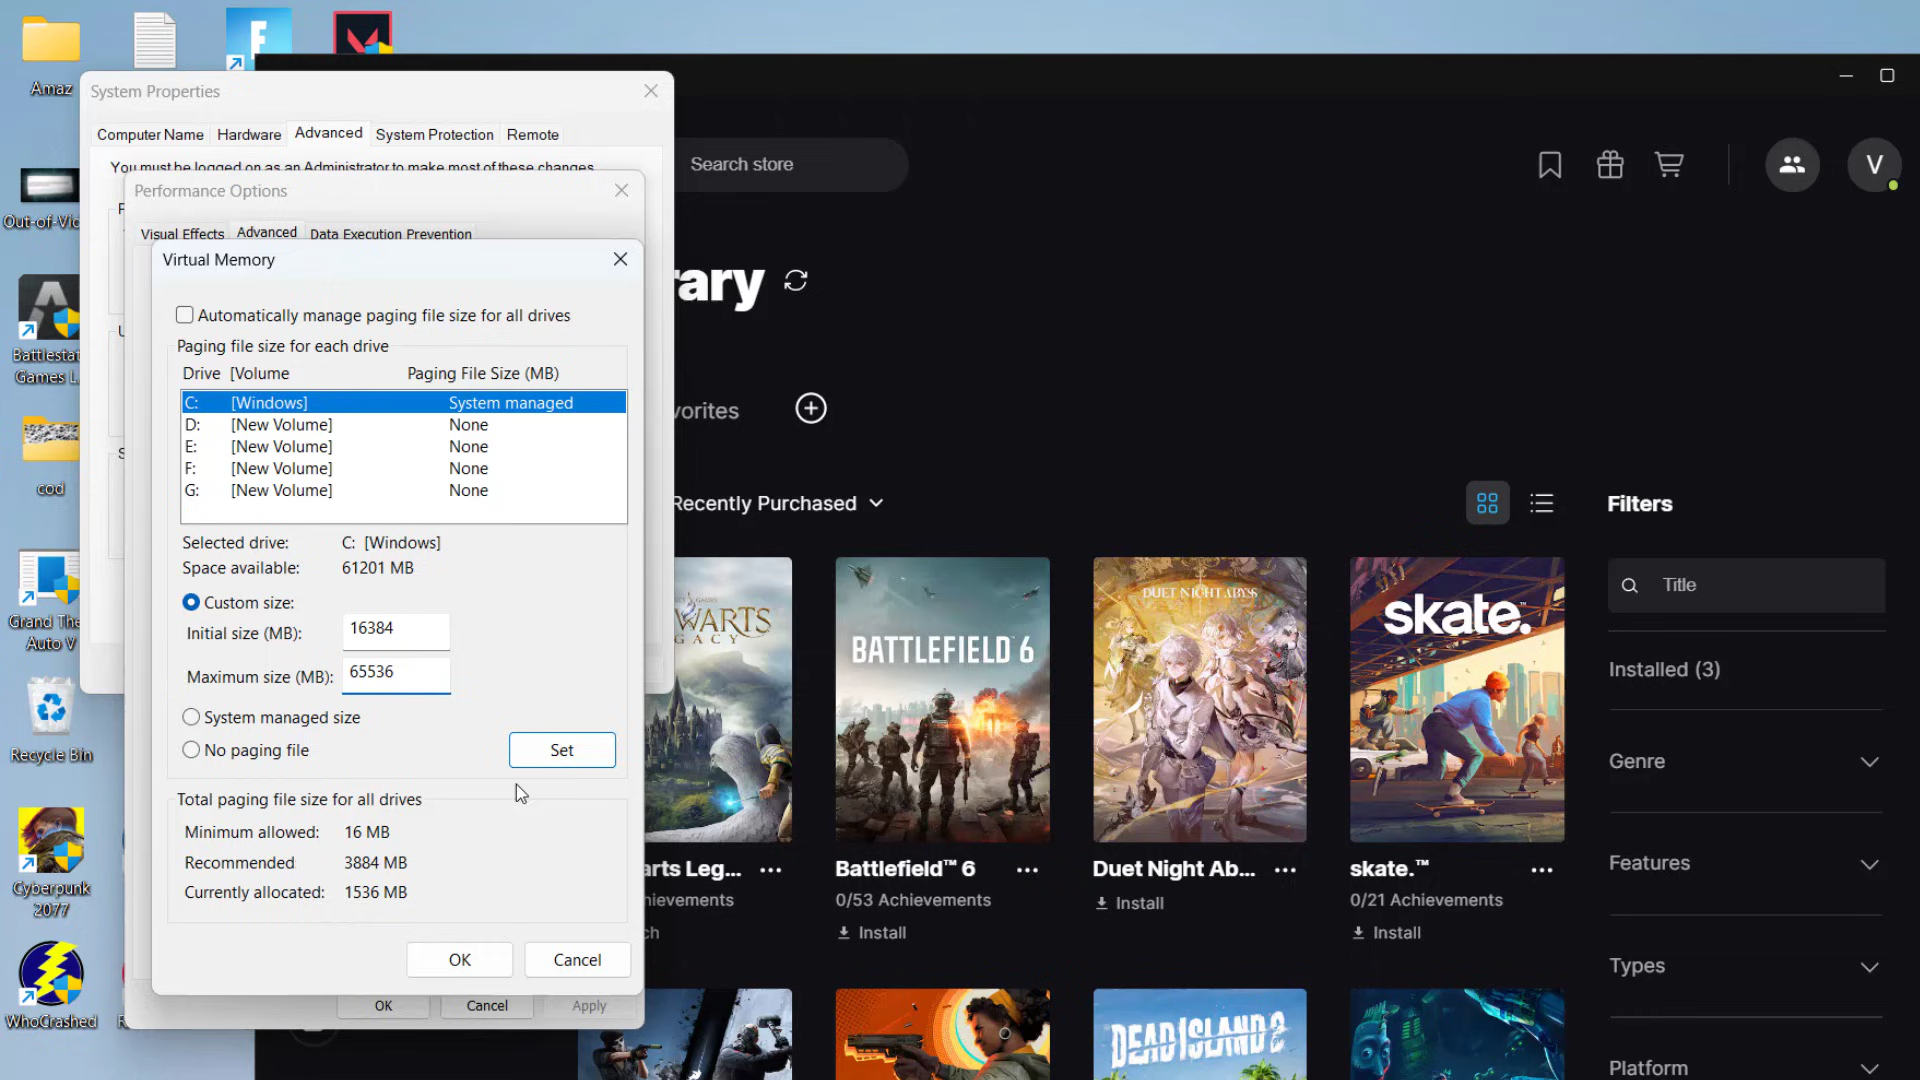 Amaz
Out-of-Vid
Battlestat
Games L.
cod
Grand The
Auto V
Recycle Bin
Cyberpunk
2077
WhoCrashed
System Properties
Computer Name
Hardware
Advanced
System Protection
Remote
You must be logged on as an Administrator to make most of these changes.
Performance Options
Visual Effects
Advanced
Data Execution Prevention
Virtual Memory
Automatically manage paging file size for all drives
Paging file size for each drive
Drive [Volume Paging File Size (MB)
C: [Windows] System managed
D: [New Volume] None
E: [New Volume] None
F: [New Volume] None
G: [New Volume] None
Selected drive: C: [Windows]
Space available: 61201 MB
Custom size:
Initial size (MB): 16384
Maximum size (MB): 65536
System managed size
No paging file
Set
Total paging file size for all drives
Minimum allowed: 16 MB
Recommended: 3884 MB
Currently allocated: 1536 MB
OK
Cancel
OK
Cancel
Apply
Search store
V
rary
vorites
Recently Purchased
Filters
Title
Installed (3)
Genre
Features
Types
Platform
WARTS
GACY
BATTLEFIELD 6
DUET NIGHT ABYSS
skate.™
arts Leg...
ievements
ch
Battlefield™ 6
0/53 Achievements
Install
Duet Night Ab...
Install
skate.™
0/21 Achievements
Install
DEAD ISLAND 2